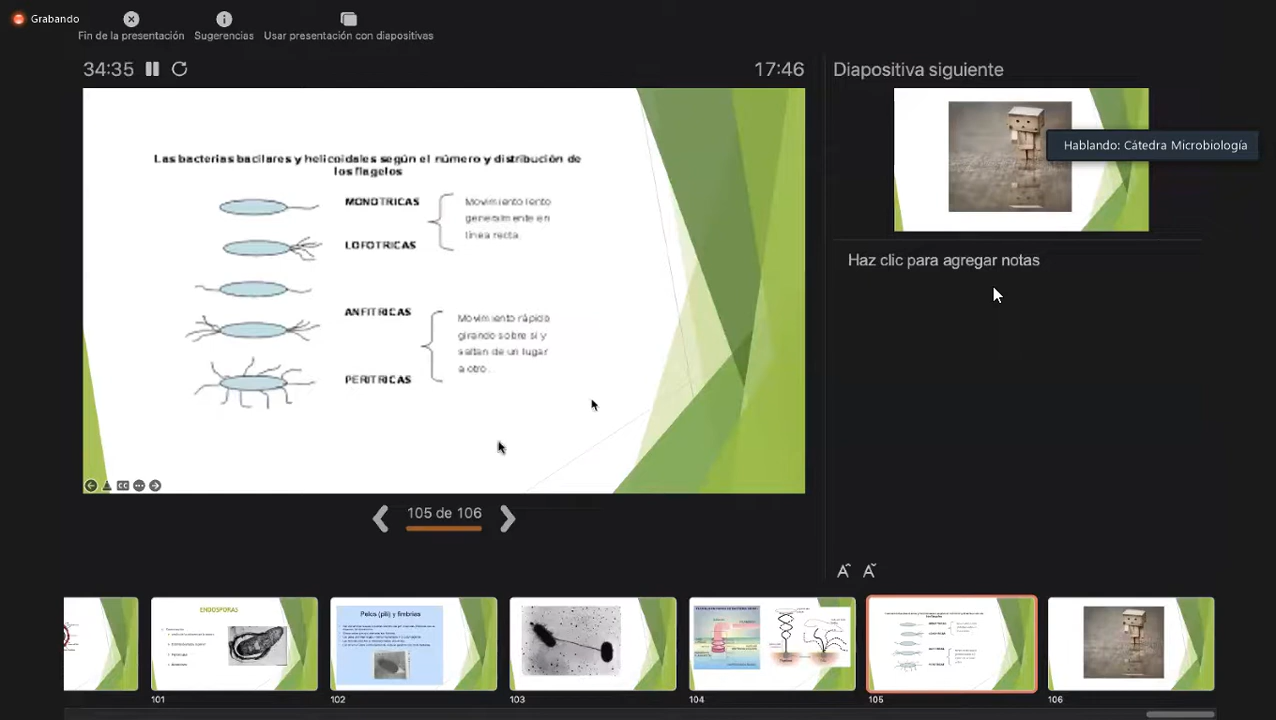 Grabando
Fin de la presentación
Sugerencias
Usar presentación con diapositivas
34:35
17:46
Diapositiva siguiente
Hablando: Cátedra Microbiología
Haz clic para agregar notas
Las bacterias bacilares y helicoidales según el número y distribución de
los flagelos
MONOTRICAS
Movimiento lento
generalmente en
línea recta.
LOFOTRICAS
ANFITRICAS
Movimiento rápido
girando sobre si y
saltan de un lugar
a otro.
PERITRICAS
105 de 106
ENDOSPORAS
Pelos (pili) y fimbrias
101
102
103
104
105
106